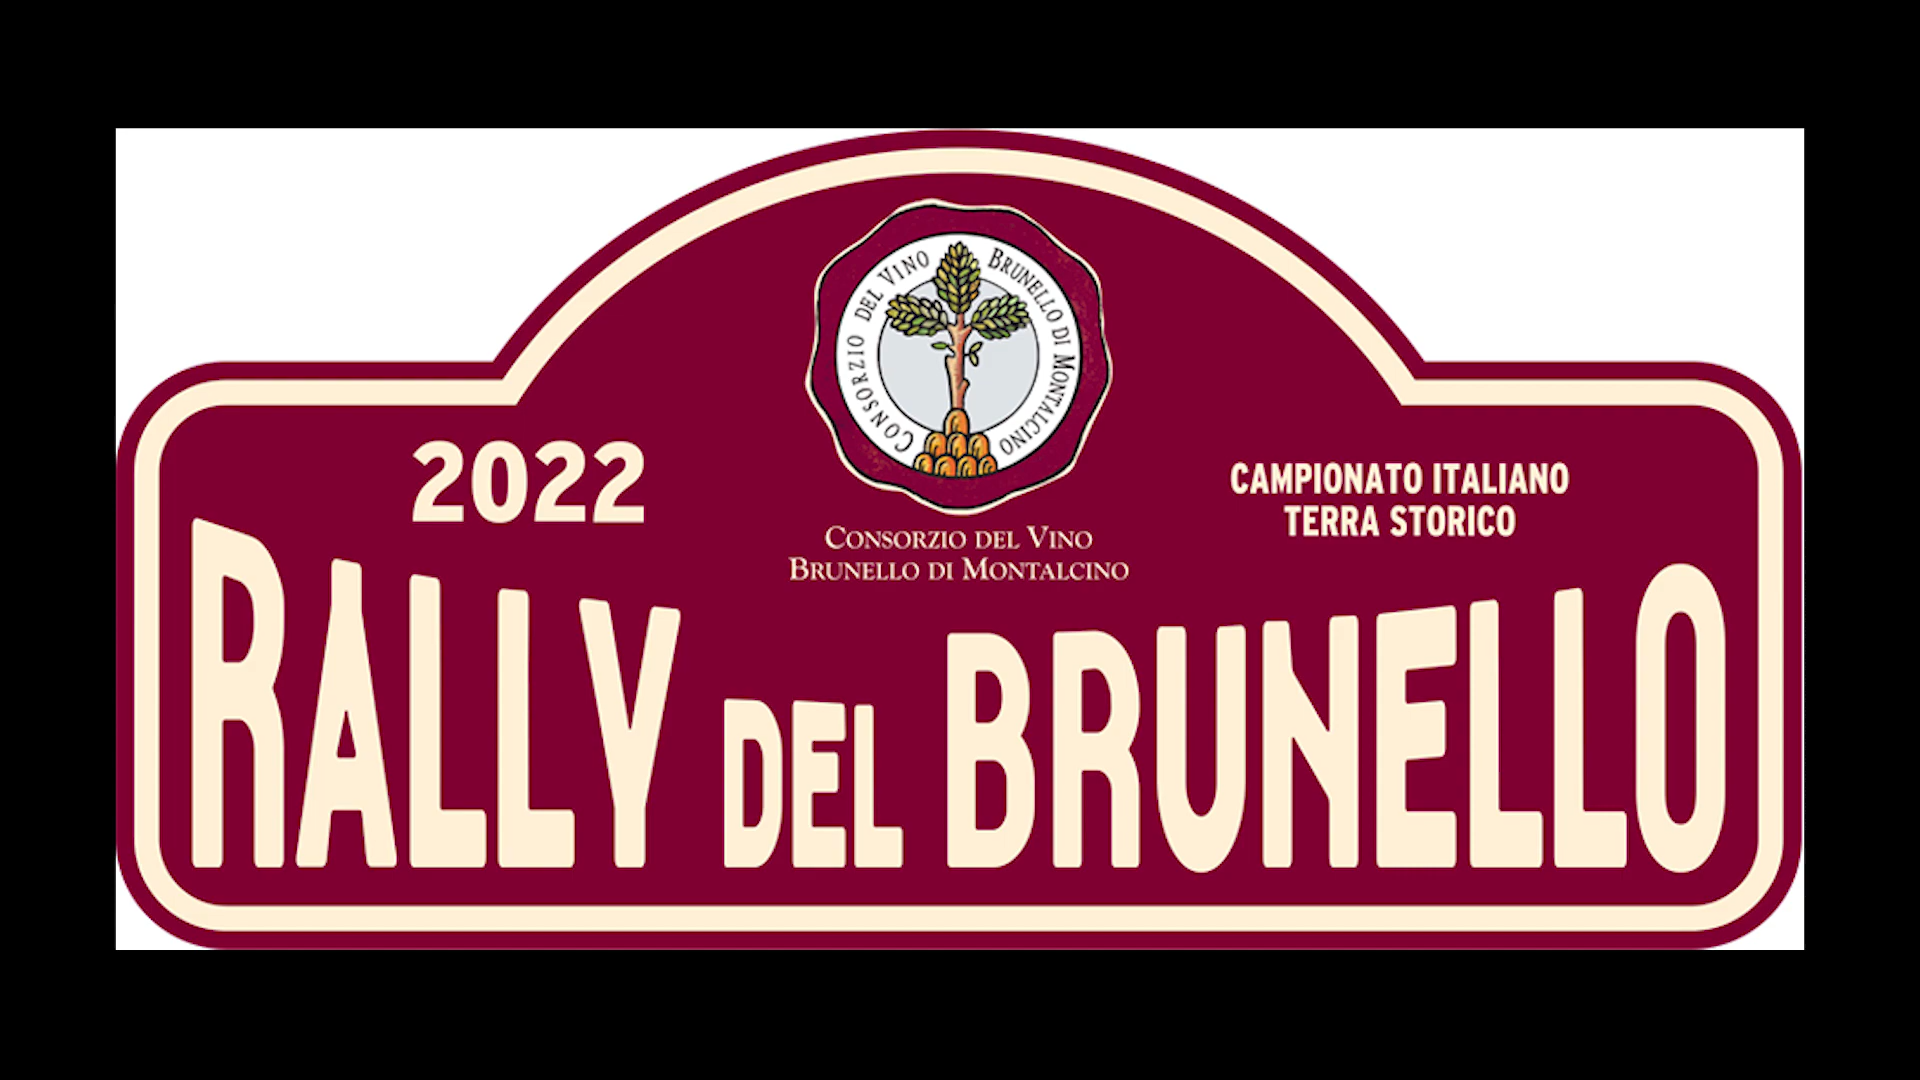 CONSORZIO DEL VINO BRUNELLO DI MONTALCINO
2022
CAMPIONATO ITALIANO
TERRA STORICO
CONSORZIO DEL VINO
BRUNELLO DI MONTALCINO
RALLY DEL BRUNELLO